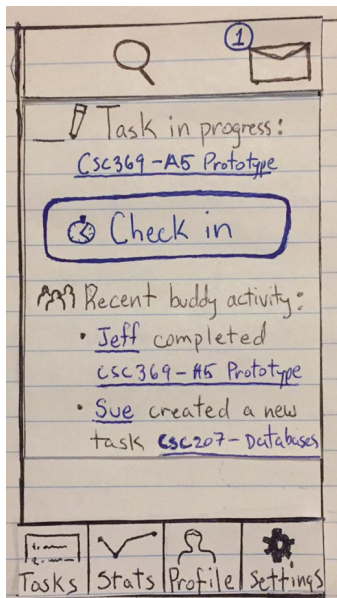 1
Task in progress:
CSC369-A5 Prototype
Check in
Recent buddy activity:
• Jeff completed
CSC369-A5 Prototype
• Sue created a new
task CSC207-Databases
Tasks
Stats
Profile
Settings